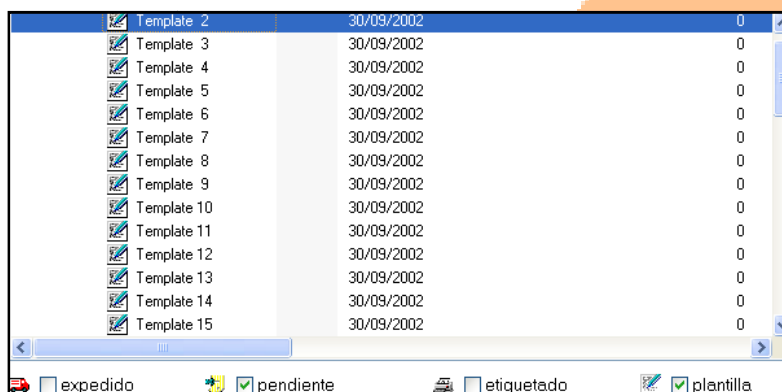 Template 2 30/09/2002 0
Template 3 30/09/2002 0
Template 4 30/09/2002 0
Template 5 30/09/2002 0
Template 6 30/09/2002 0
Template 7 30/09/2002 0
Template 8 30/09/2002 0
Template 9 30/09/2002 0
Template 10 30/09/2002 0
Template 11 30/09/2002 0
Template 12 30/09/2002 0
Template 13 30/09/2002 0
Template 14 30/09/2002 0
Template 15 30/09/2002 0
expedido pendiente etiquetado plantilla